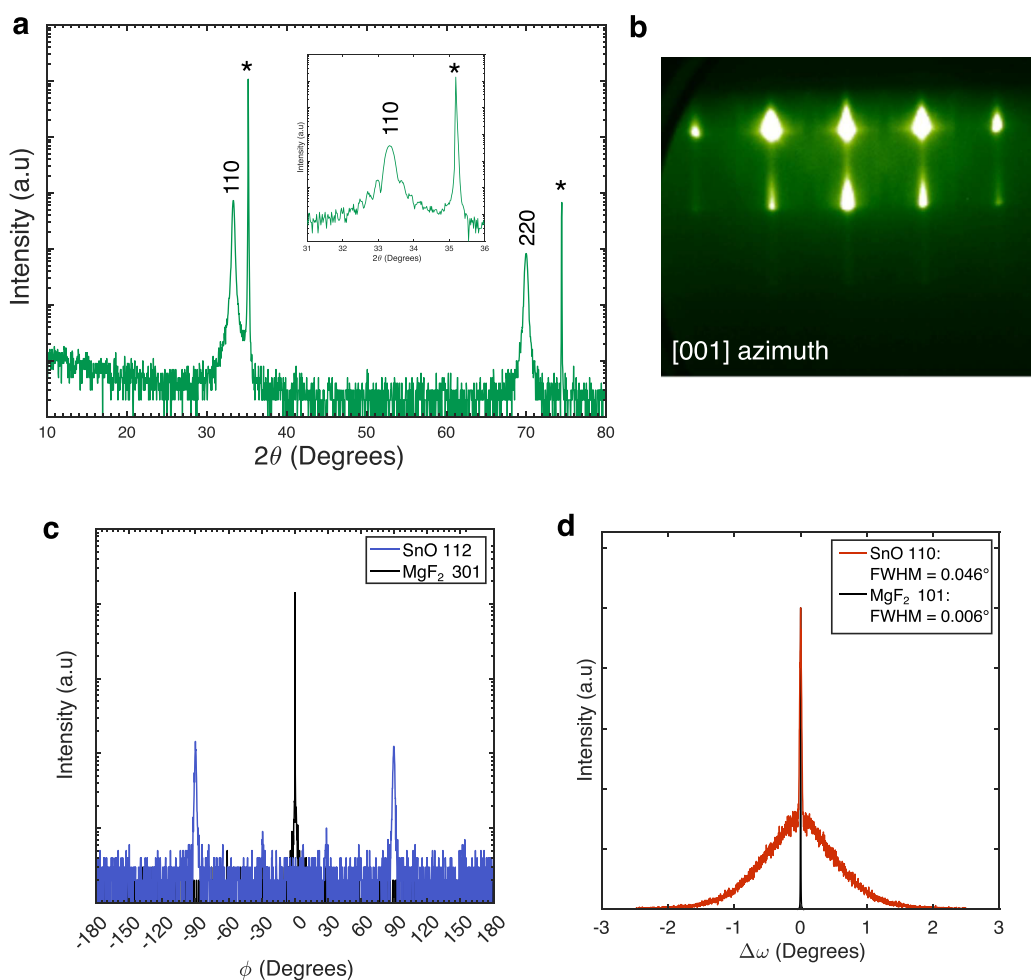 a
Intensity (a.u)
110
*
220
*
10 20 30 40 50 60 70 80
2θ (Degrees)
Intensity (a.u)
110
*
31 32 33 34 35 36
2θ (Degrees)
b
[001] azimuth
c
Intensity (a.u)
SnO 112
MgF₂ 301
-180 -150 -120 -90 -60 -30 0 30 60 90 120 150 180
ϕ (Degrees)
d
Intensity (a.u)
SnO 110:
FWHM = 0.046°
MgF₂ 101:
FWHM = 0.006°
-3 -2 -1 0 1 2 3
Δω (Degrees)